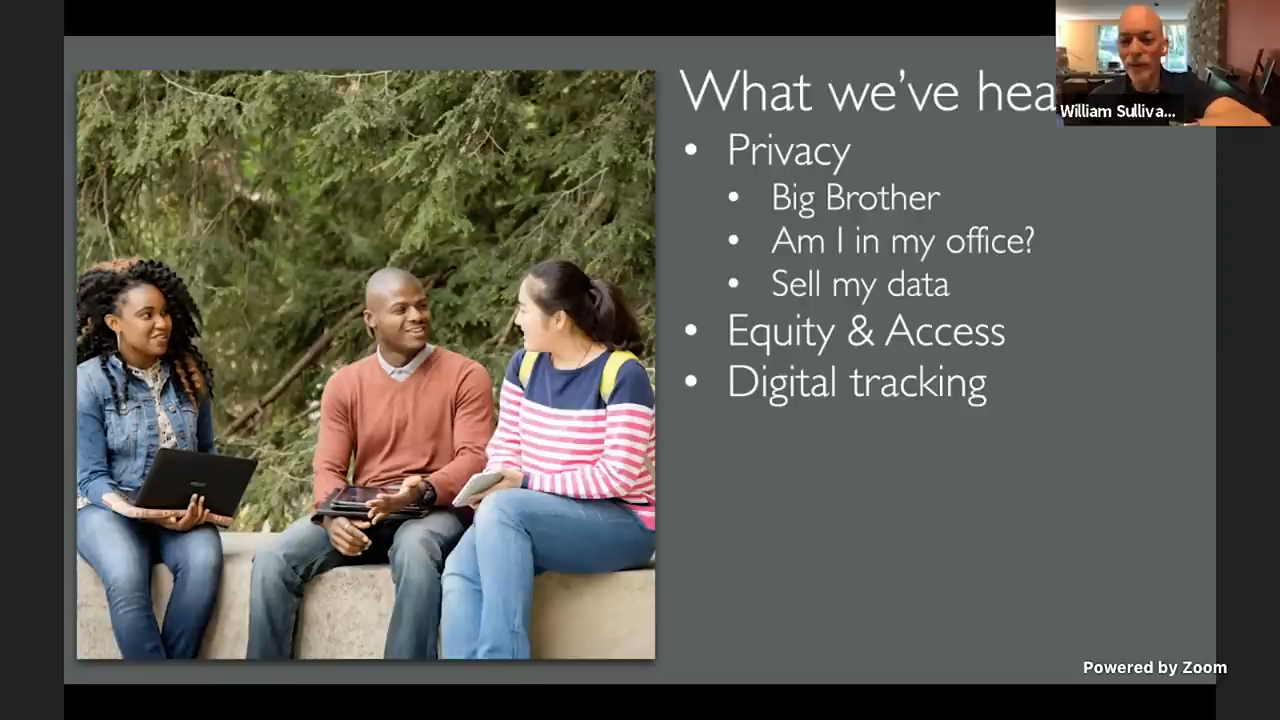 What we've hea
William Sulliva...
• Privacy
• Big Brother
• Am I in my office?
• Sell my data
• Equity & Access
• Digital tracking
Powered by Zoom